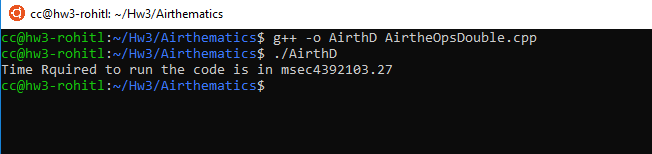 cc@hw3-rohitl: ~/Hw3/Airthematics
cc@hw3-rohitl:~/Hw3/Airthematics$ g++ -o AirthD AirtheOpsDouble.cpp
cc@hw3-rohitl:~/Hw3/Airthematics$ ./AirthD
Time Rquired to run the code is in msec4392103.27
cc@hw3-rohitl:~/Hw3/Airthematics$